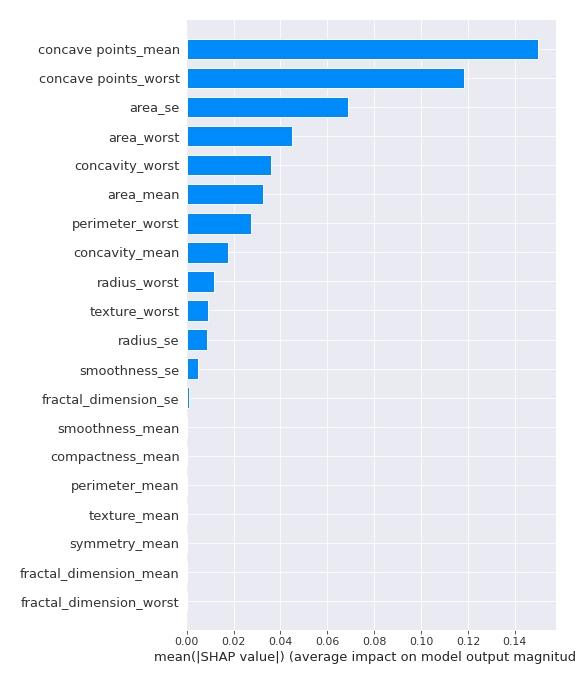 concave points_mean
concave points_worst
area_se
area_worst
concavity_worst
area_mean
perimeter_worst
concavity_mean
radius_worst
texture_worst
radius_se
smoothness_se
fractal_dimension_se
smoothness_mean
compactness_mean
perimeter_mean
texture_mean
symmetry_mean
fractal_dimension_mean
fractal_dimension_worst
0.00 0.02 0.04 0.06 0.08 0.10 0.12 0.14
mean(|SHAP value|) (average impact on model output magnitud